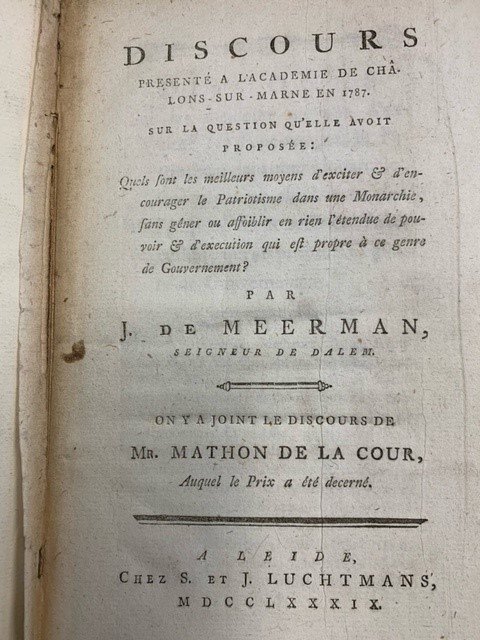 DISCOURS
PRESENTÉ A L'ACADEMIE DE CHÂ-
LONS-SUR-MARNE EN 1787.
SUR LA QUESTION QU'ELLE AVOIT
PROPOSÉE:
Quels ſont les meilleurs moyens d'exciter & d'en-
courager le Patriotisme dans une Monarchie,
ſans gêner ou affoiblir en rien l'étendue de pou-
voir & d'execution qui eſt propre à ce genre
de Gouvernement?
PAR
J. DE MEERMAN,
SEIGNEUR DE DALEM.
ON Y A JOINT LE DISCOURS DE
MR. MATHON DE LA COUR,
Auquel le Prix a été decerné.
A LEIDE,
CHEZ S. ET J. LUCHTMANS,
MDCCLXXXIX.